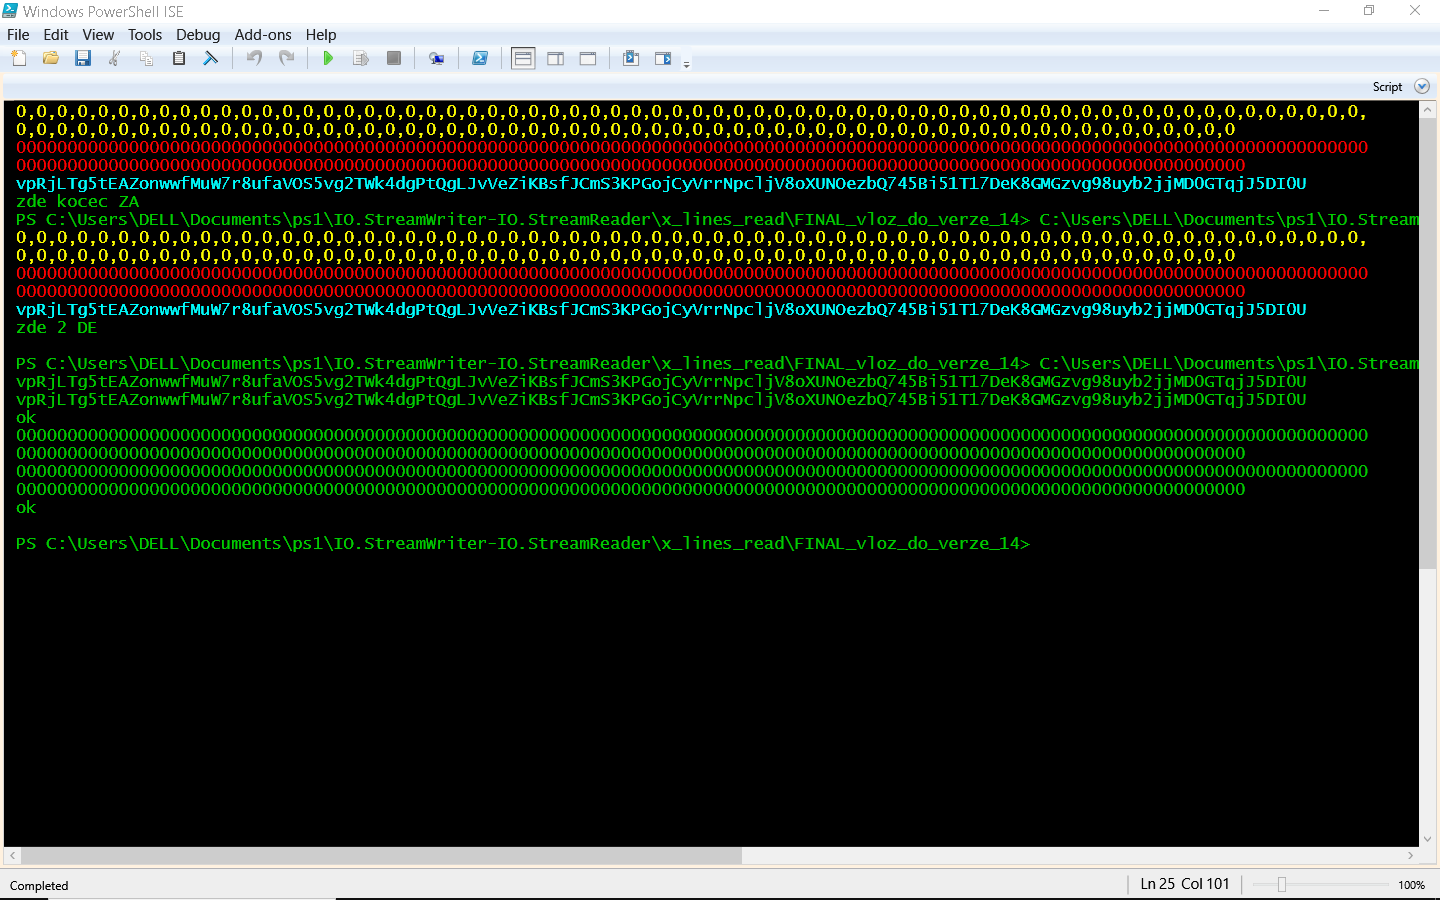 Windows PowerShell ISE
File Edit View Tools Debug Add-ons Help
Script
0,0,0,0,0,0,0,0,0,0,0,0,0,0,0,0,0,0,0,0,0,0,0,0,0,0,0,0,0,0,0,0,0,0,0,0,0,0,0,0,0,0,0,0,0,0,0,0,0,0,0,0,0,0,0,0,0,0,0,0,0,0,0,0,0,0,
0,0,0,0,0,0,0,0,0,0,0,0,0,0,0,0,0,0,0,0,0,0,0,0,0,0,0,0,0,0,0,0,0,0,0,0,0,0,0,0,0,0,0,0,0,0,0,0,0,0,0,0,0,0,0,0,0,0,0,0
000000000000000000000000000000000000000000000000000000000000000000000000000000000000000000000000000000000000000000000000000000000000
000000000000000000000000000000000000000000000000000000000000000000000000000000000000000000000000000000000000000000000000
vpRjLTg5tEAZonwwfMuW7r8ufaVOS5vg2TWk4dgPtQgLJvVeZiKBsfJCmS3KPGojCyVrrNpcljV8oXUNOezbQ745Bi51T17DeK8GMGzvg98uyb2jjMD0GTqjJ5DI0U
zde kocec ZA
PS C:\Users\DELL\Documents\ps1\IO.StreamWriter-IO.StreamReader\x_lines_read\FINAL_vloz_do_verze_14> C:\Users\DELL\Documents\ps1\IO.Stream
0,0,0,0,0,0,0,0,0,0,0,0,0,0,0,0,0,0,0,0,0,0,0,0,0,0,0,0,0,0,0,0,0,0,0,0,0,0,0,0,0,0,0,0,0,0,0,0,0,0,0,0,0,0,0,0,0,0,0,0,0,0,0,0,0,0,
0,0,0,0,0,0,0,0,0,0,0,0,0,0,0,0,0,0,0,0,0,0,0,0,0,0,0,0,0,0,0,0,0,0,0,0,0,0,0,0,0,0,0,0,0,0,0,0,0,0,0,0,0,0,0,0,0,0,0,0
000000000000000000000000000000000000000000000000000000000000000000000000000000000000000000000000000000000000000000000000000000000000
000000000000000000000000000000000000000000000000000000000000000000000000000000000000000000000000000000000000000000000000
vpRjLTg5tEAZonwwfMuW7r8ufaVOS5vg2TWk4dgPtQgLJvVeZiKBsfJCmS3KPGojCyVrrNpcljV8oXUNOezbQ745Bi51T17DeK8GMGzvg98uyb2jjMD0GTqjJ5DI0U
zde 2 DE
PS C:\Users\DELL\Documents\ps1\IO.StreamWriter-IO.StreamReader\x_lines_read\FINAL_vloz_do_verze_14> C:\Users\DELL\Documents\ps1\IO.Stream
vpRjLTg5tEAZonwwfMuW7r8ufaVOS5vg2TWk4dgPtQgLJvVeZiKBsfJCmS3KPGojCyVrrNpcljV8oXUNOezbQ745Bi51T17DeK8GMGzvg98uyb2jjMD0GTqjJ5DI0U
vpRjLTg5tEAZonwwfMuW7r8ufaVOS5vg2TWk4dgPtQgLJvVeZiKBsfJCmS3KPGojCyVrrNpcljV8oXUNOezbQ745Bi51T17DeK8GMGzvg98uyb2jjMD0GTqjJ5DI0U
ok
000000000000000000000000000000000000000000000000000000000000000000000000000000000000000000000000000000000000000000000000000000000000
000000000000000000000000000000000000000000000000000000000000000000000000000000000000000000000000000000000000000000000000
000000000000000000000000000000000000000000000000000000000000000000000000000000000000000000000000000000000000000000000000000000000000
000000000000000000000000000000000000000000000000000000000000000000000000000000000000000000000000000000000000000000000000
ok
PS C:\Users\DELL\Documents\ps1\IO.StreamWriter-IO.StreamReader\x_lines_read\FINAL_vloz_do_verze_14>
Completed
Ln 25 Col 101
100%